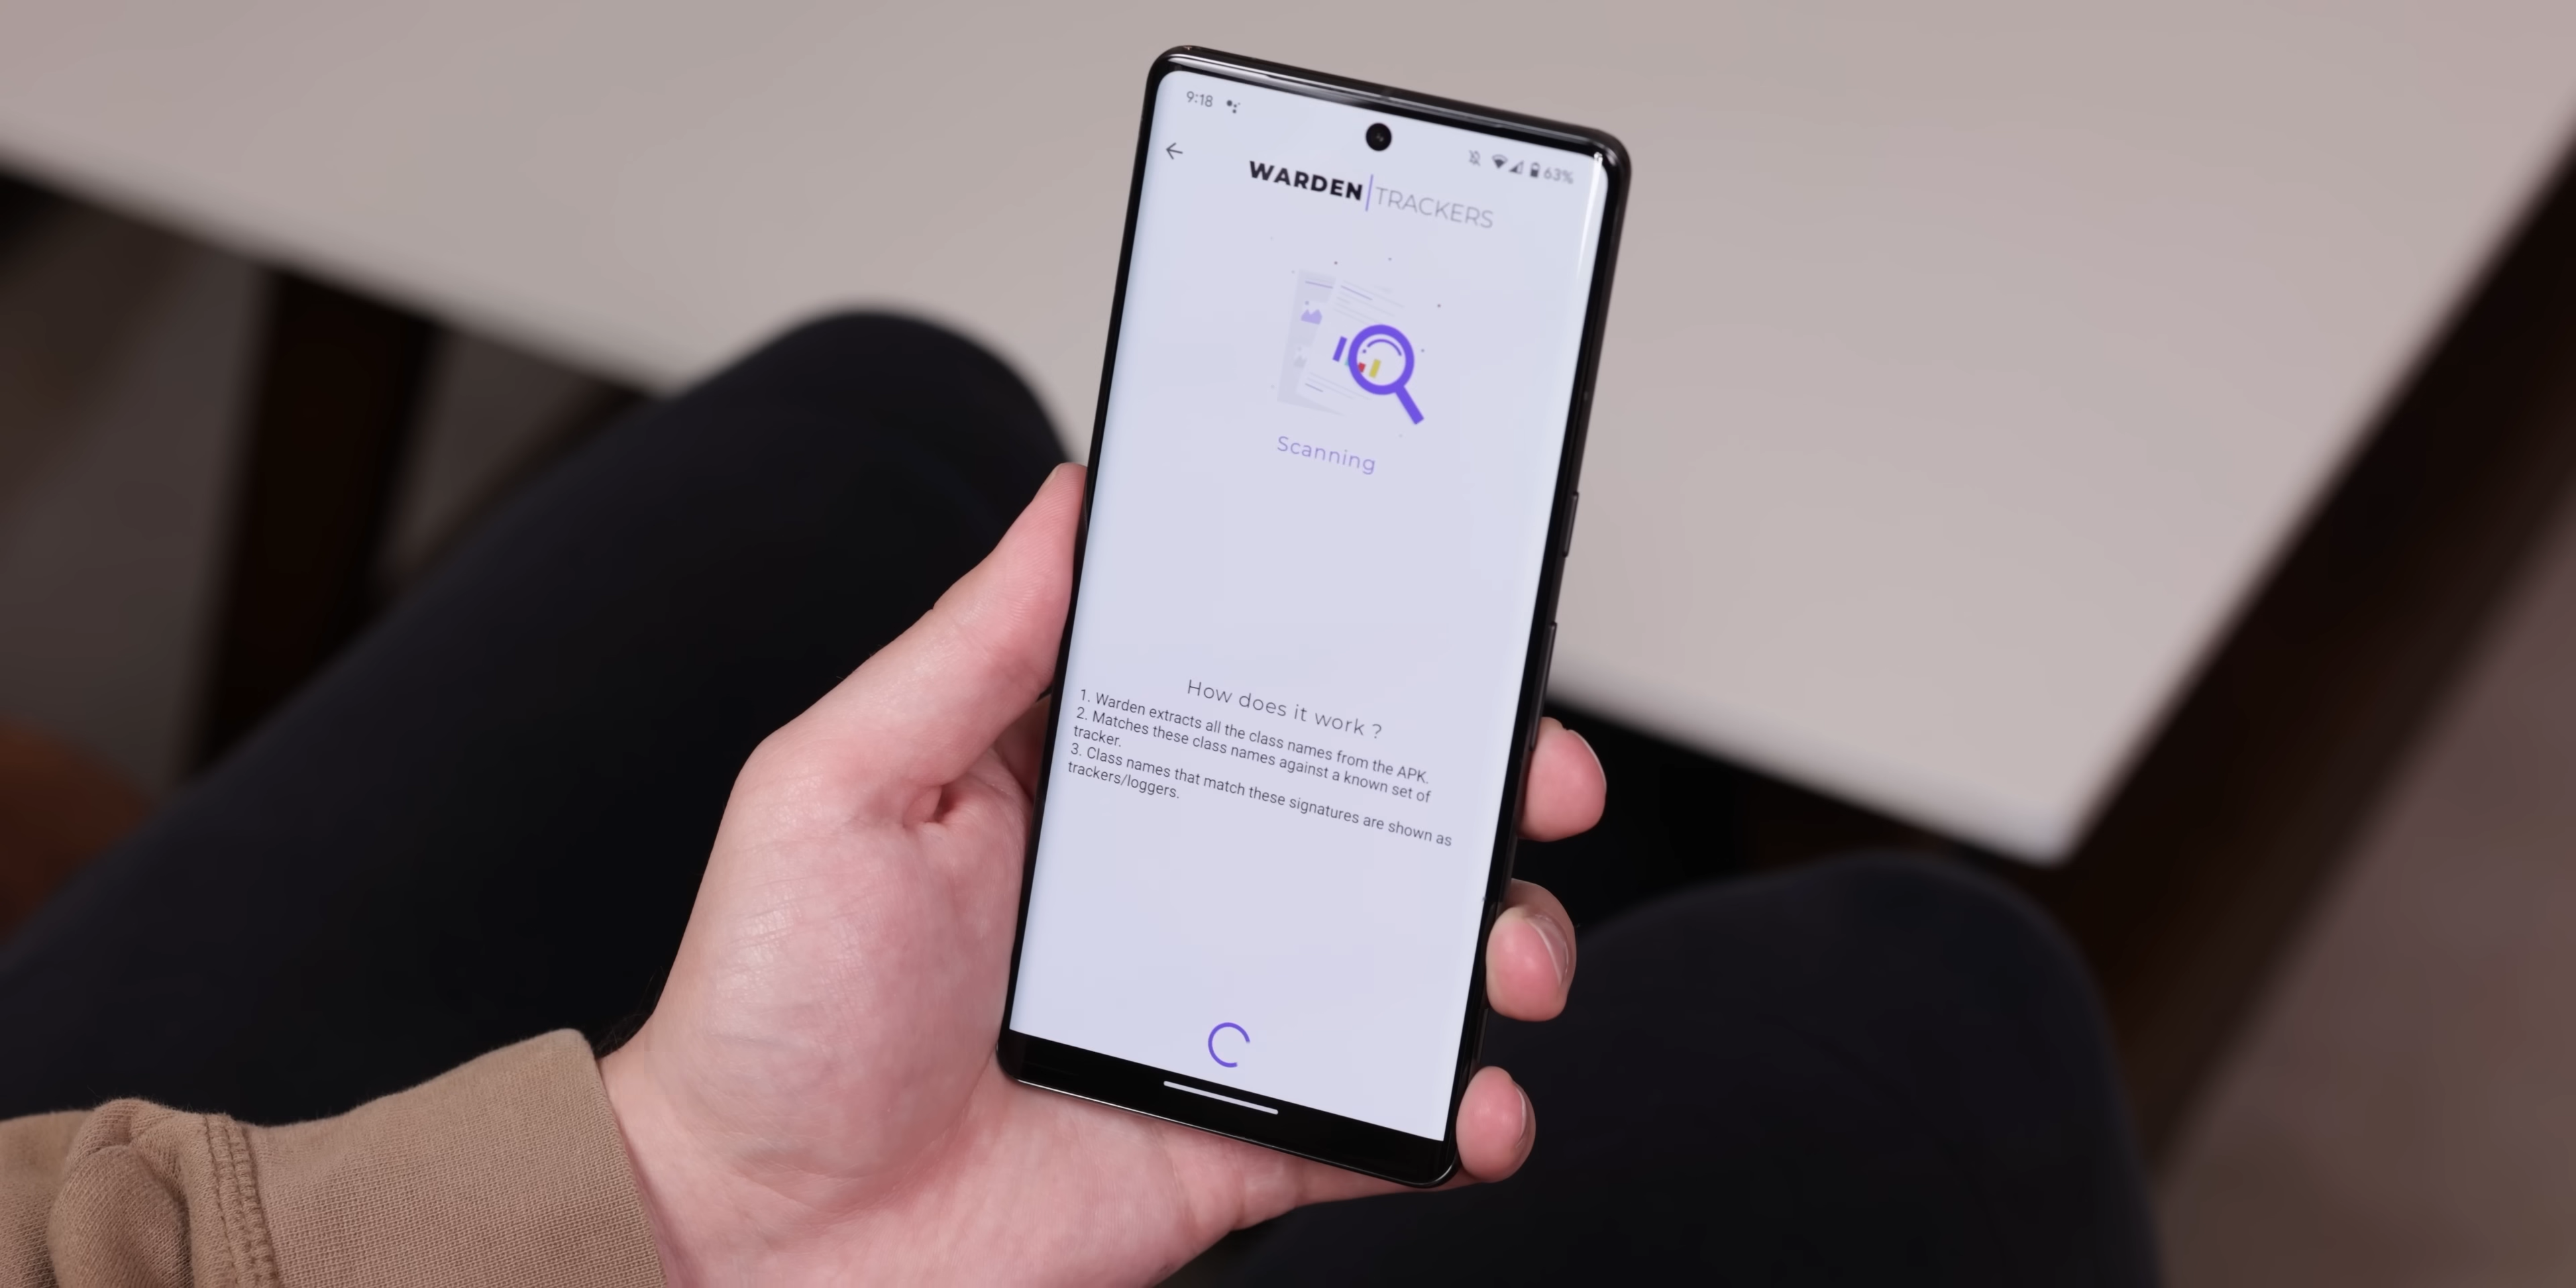 9:18
63%
WARDEN TRACKERS
Scanning
How does it work ?
1. Warden extracts all the class names from the APK.
2. Matches these class names against a known set of
tracker.
3. Class names that match these signatures are shown as
trackers/loggers.